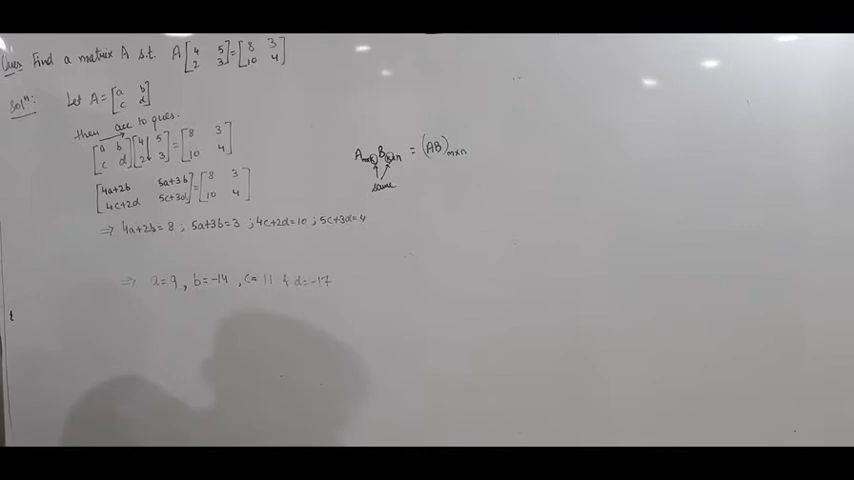 Ques Find a matrix A s.t. A [4 5 2 3] = [8 3 10 4]
Solⁿ: Let A = [a b c d]
then acc to ques.
[a b c d] [4 5 2 3] = [8 3 10 4]
[4a+2b 5a+3b 4c+2d 5c+3d] = [8 3 10 4]
⇒ 4a+2b = 8 ; 5a+3b = 3 ; 4c+2d = 10 ; 5c+3d = 4
⇒ a = 9 , b = -14 , c = 11 & d = -17
A B = (AB)m×n
same